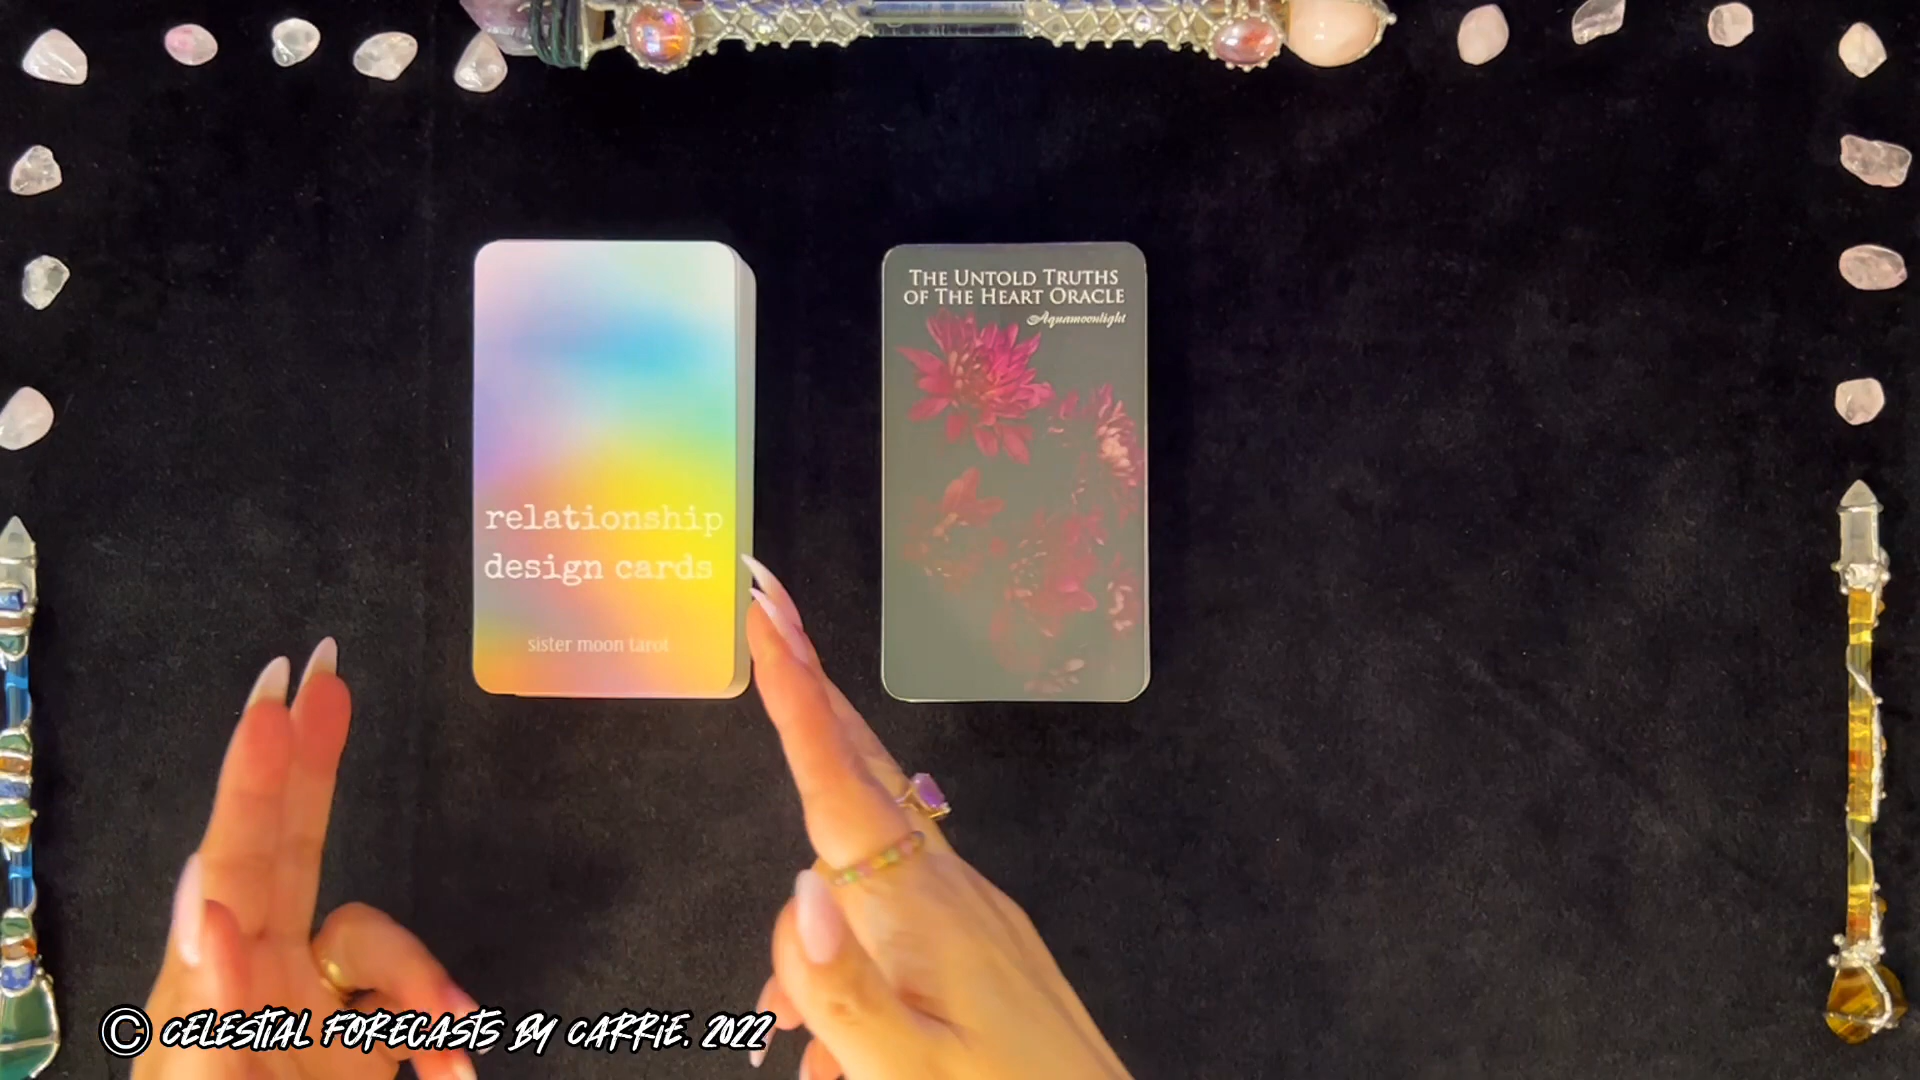 relationship
design cards
sister moon tarot
THE UNTOLD TRUTHS
OF THE HEART ORACLE
Aquamoonlight
© CELESTIAL FORECASTS BY CARRIE. 2022